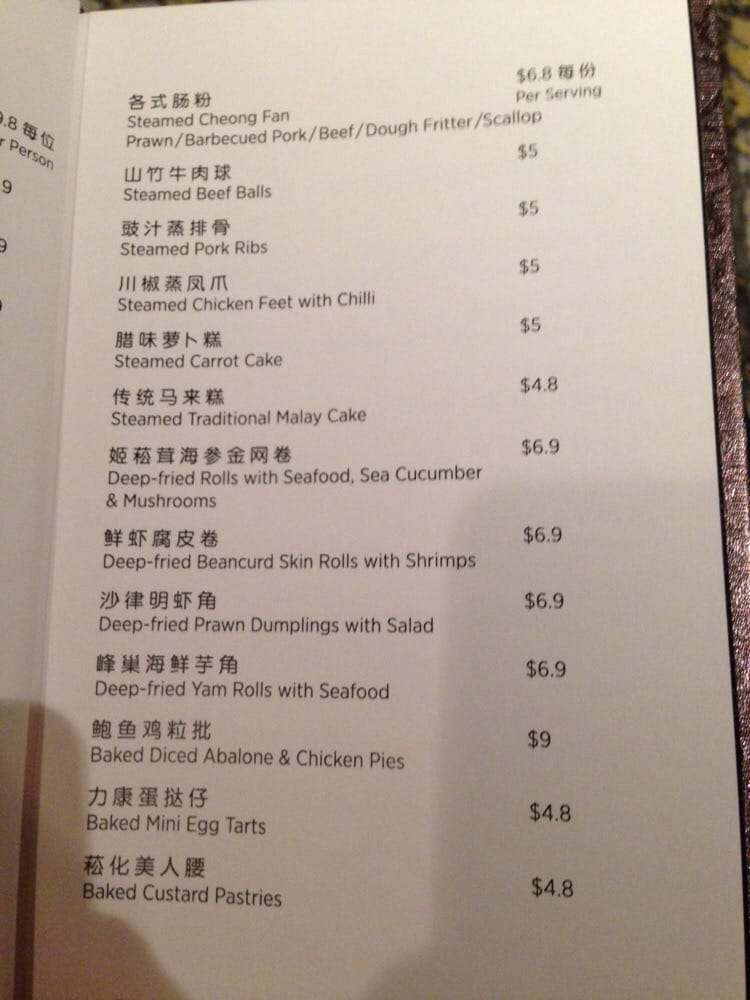 .8 每位
Person
.9
9
各式肠粉 $6.8 每份
Steamed Cheong Fan Per Serving
Prawn/Barbecued Pork/Beef/Dough Fritter/Scallop
山竹牛肉球 $5
Steamed Beef Balls
豉汁蒸排骨 $5
Steamed Pork Ribs
川椒蒸凤爪 $5
Steamed Chicken Feet with Chilli
腊味萝卜糕 $5
Steamed Carrot Cake
传统马来糕 $4.8
Steamed Traditional Malay Cake
姬菘茸海参金网卷 $6.9
Deep-fried Rolls with Seafood, Sea Cucumber
& Mushrooms
鲜虾腐皮卷 $6.9
Deep-fried Beancurd Skin Rolls with Shrimps
沙律明虾角 $6.9
Deep-fried Prawn Dumplings with Salad
峰巢海鲜芋角 $6.9
Deep-fried Yam Rolls with Seafood
鲍鱼鸡粒批 $9
Baked Diced Abalone & Chicken Pies
力康蛋挞仔 $4.8
Baked Mini Egg Tarts
菘化美人腰 $4.8
Baked Custard Pastries